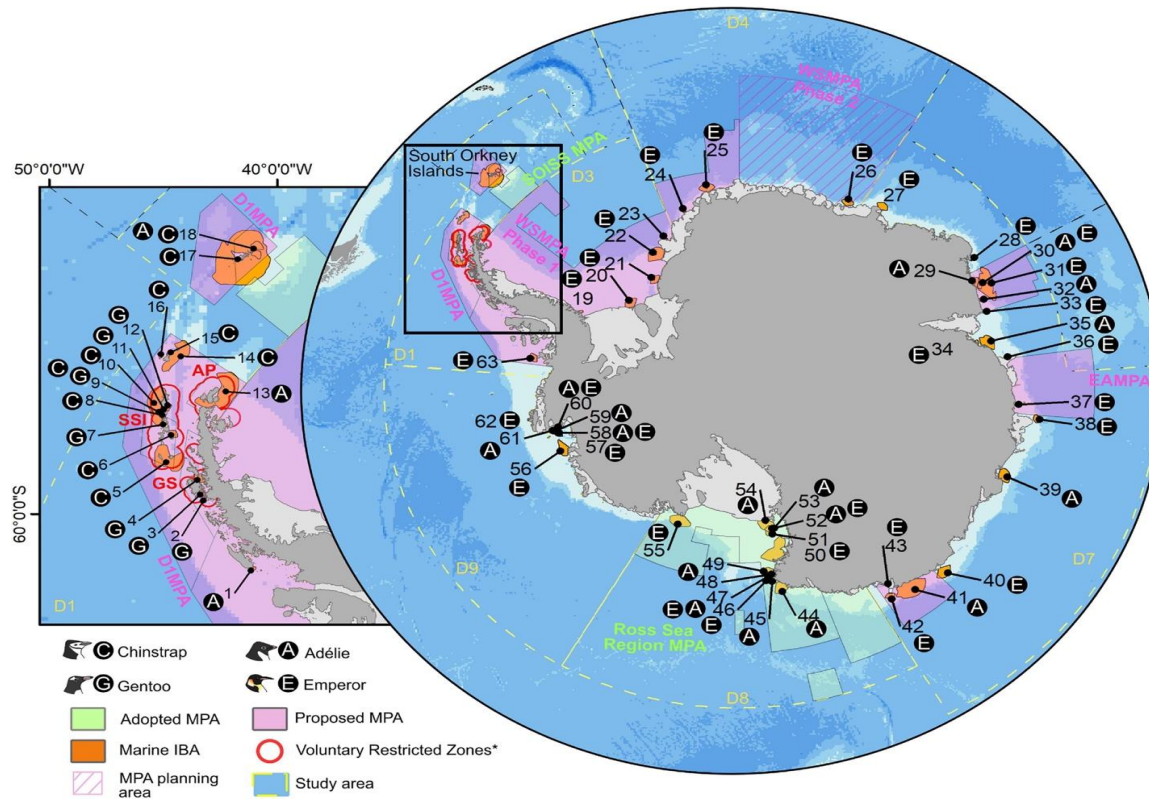 50°00'0"W
40°00'0"W
60°0'0"S
D1MPA
A
C 18
C 17
C
16
12
G
11
G
10
C
9
C G
8
C
7
G
6
C
5
C
4
G
3
G
2
G
1
A
15 C
14 C
13 A
AP
SSI
GS
D1MPA
D1
South Orkney
Islands
SOISS MPA
D3
WSMPA
Phase 1
D1MPA
D1
D4
WSMPA
Phase 2
E
25
E
24
E
23
E
22
E
21
20
E
19
E
26
E
27
28 E
30 A E
A 29
31 E
32 A
33 E
35 A
36 E
E 34
EAMPA
37 E
38 E
39 A
D7
40 E
41 A
42 E
E
43
E 63
A E
60
59 A
58 A E
57 E
62 E
61
A
56
E
D9
E
55
54
A
A
53
52 A E
51
50 E
49
A
48
47
46
E A
E
45
A
44
A
Ross Sea
Region MPA
D8
C Chinstrap
A Adélie
G Gentoo
E Emperor
Adopted MPA
Proposed MPA
Marine IBA
Voluntary Restricted Zones*
MPA planning
area
Study area